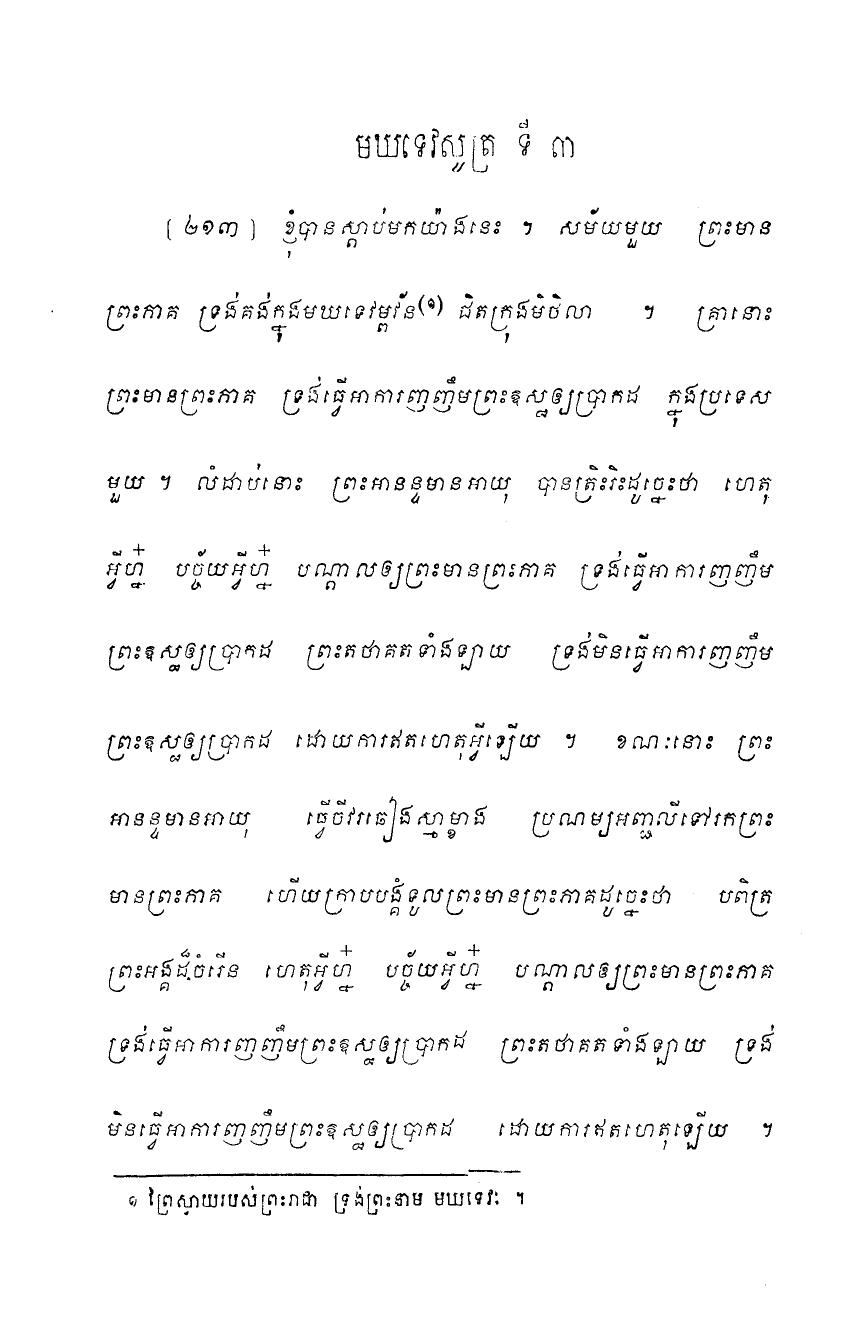 មឃទេវសូត្រ ទី ៣
[ ២១៣ ] ខ្ញុំបានស្តាប់មកយ៉ាងនេះ ។ សម័យមួយ ព្រះមាន
ព្រះភាគ ទ្រង់គង់ក្នុងមឃទេវម្ពវ័ន(១) ជិតក្រុងមិថិលា ។ គ្រានោះ
ព្រះមានព្រះភាគ ទ្រង់ធ្វើអាការញញឹមព្រះឱស្ឋឲ្យប្រាកដ ក្នុងប្រទេស
មួយ ។ លំដាប់នោះ ព្រះអានន្ទមានអាយុ បានត្រិះរិះដូច្នេះថា ហេតុ
អ្វីហ្ន៎ បច្ច័យអ្វីហ្ន៎ បណ្តាលឲ្យព្រះមានព្រះភាគ ទ្រង់ធ្វើអាការញញឹម
ព្រះឱស្ឋឲ្យប្រាកដ ព្រះតថាគតទាំងឡាយ ទ្រង់មិនធ្វើអាការញញឹម
ព្រះឱស្ឋឲ្យប្រាកដ ដោយការឥតហេតុអ្វីឡើយ ។ ខណៈនោះ ព្រះ
អានន្ទមានអាយុ ធ្វើចីវរឆៀងស្មាម្ខាង ប្រណម្យអញ្ជលីទៅរកព្រះ
មានព្រះភាគ ហើយក្រាបបង្គំទូលព្រះមានព្រះភាគដូច្នេះថា បពិត្រ
ព្រះអង្គដ៏ចំរើន ហេតុអ្វីហ្ន៎ បច្ច័យអ្វីហ្ន៎ បណ្តាលឲ្យព្រះមានព្រះភាគ
ទ្រង់ធ្វើអាការញញឹមព្រះឱស្ឋឲ្យប្រាកដ ព្រះតថាគតទាំងឡាយ ទ្រង់
មិនធ្វើអាការញញឹមព្រះឱស្ឋឲ្យប្រាកដ ដោយការឥតហេតុឡើយ ។
១ ព្រៃស្វាយរបស់ព្រះរាជា ទ្រង់ព្រះនាម មឃទេវៈ ។